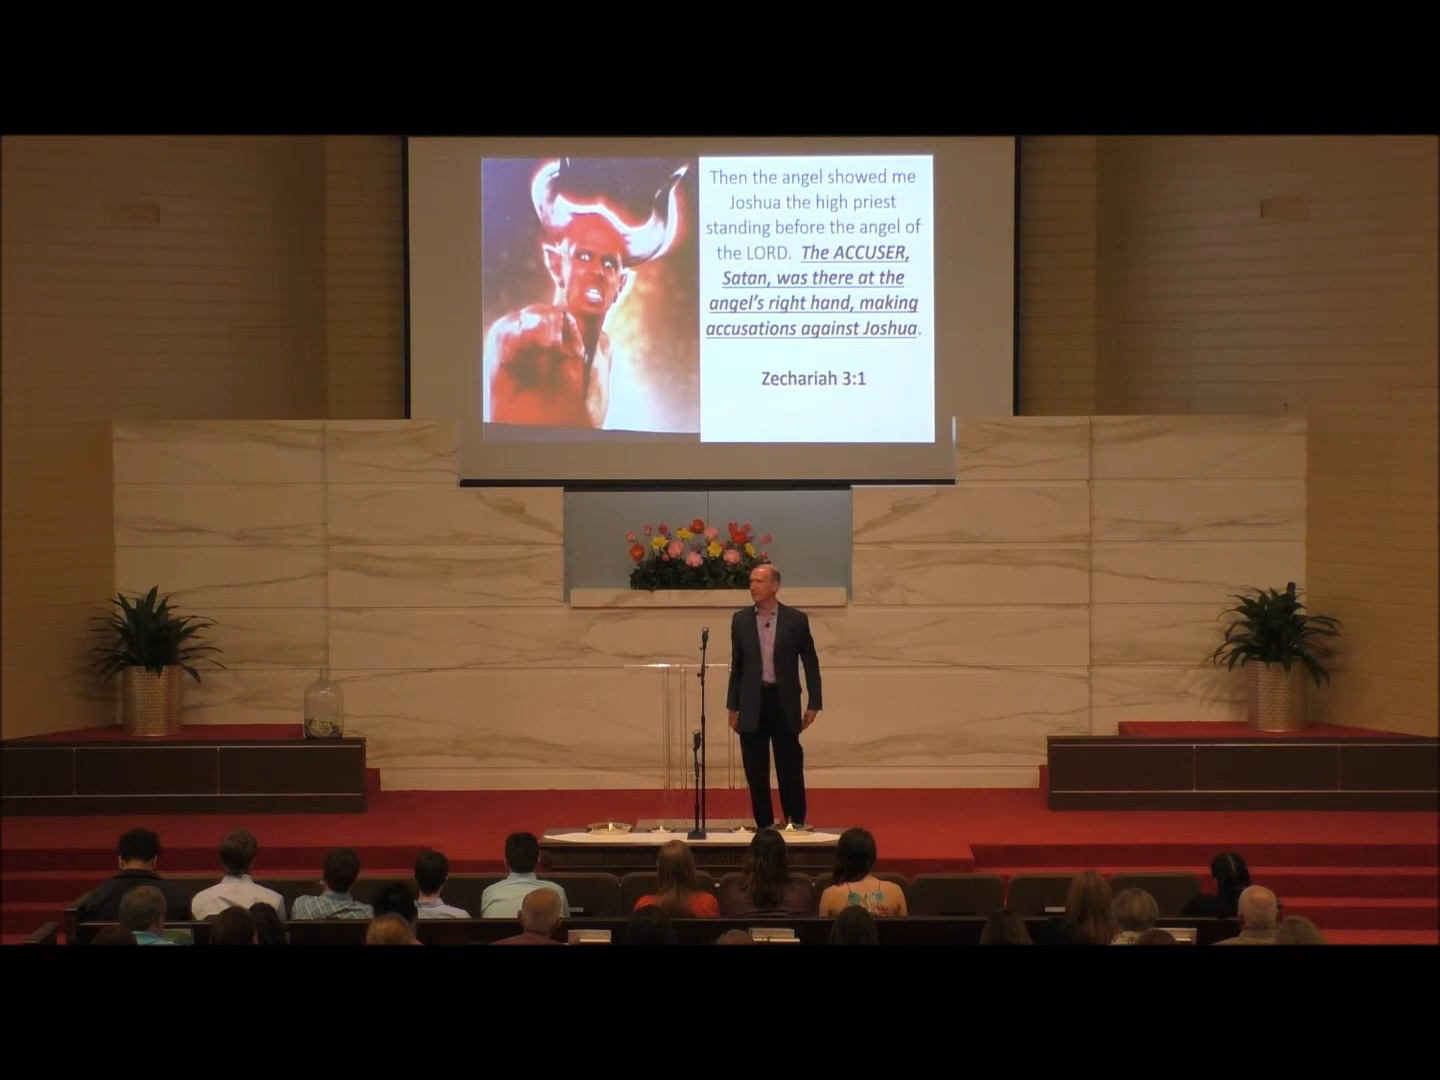 Then the angel showed me
Joshua the high priest
standing before the angel of
the LORD. The ACCUSER,
Satan, was there at the
angel's right hand, making
accusations against Joshua.
Zechariah 3:1